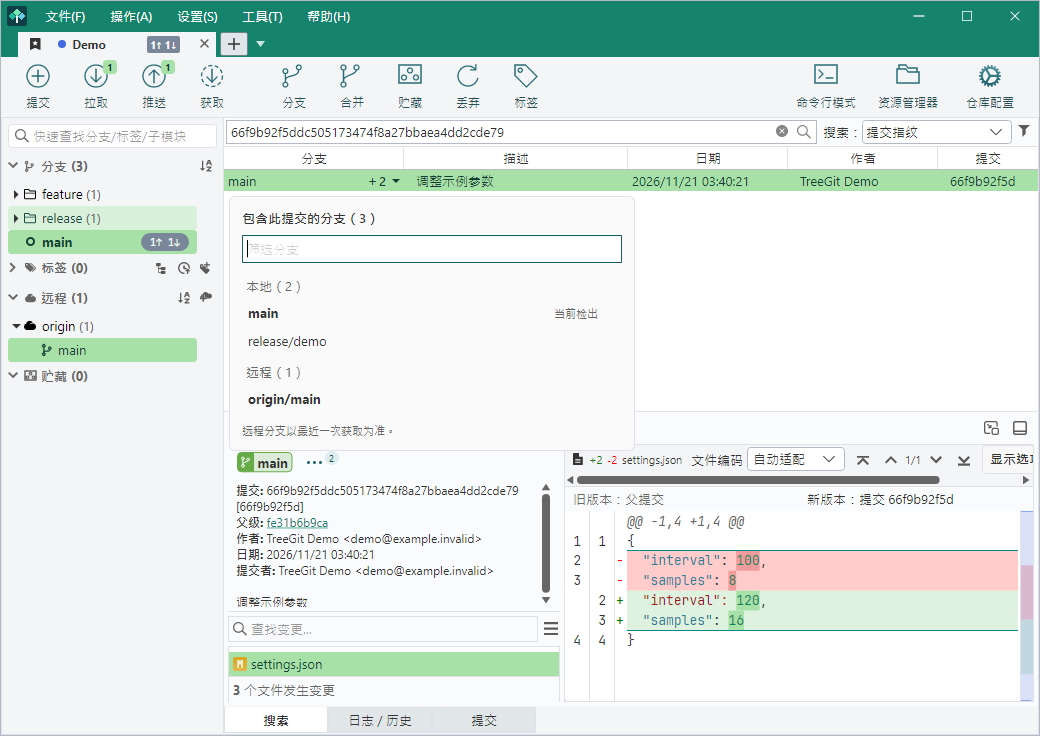 文件(F) 操作(A) 设置(S) 工具(T) 帮助(H)
Demo 1↑ 1↓
提交 拉取 1 推送 1 获取 分支 合并 贮藏 丢弃 标签 命令行模式 资源管理器 仓库配置
快速查找分支/标签/子模块
分支 (3)
feature (1)
release (1)
main 1↑ 1↓
标签 (0)
远程 (1)
origin (1)
main
贮藏 (0)
66f9b92f5ddc505173474f8a27bbaea4dd2cde79 搜索： 提交指纹
分支 描述 日期 作者 提交
main +2 调整示例参数 2026/11/21 03:40:21 TreeGit Demo 66f9b92f5d
包含此提交的分支（3）
筛选分支
本地（2）
main 当前检出
release/demo
远程（1）
origin/main
远程分支以最近一次获取为准。
main ... 2
提交: 66f9b92f5ddc505173474f8a27bbaea4dd2cde79
[66f9b92f5d]
父级: fe31b6b9ca
作者: TreeGit Demo <demo@example.invalid>
日期: 2026/11/21 03:40:21
提交者: TreeGit Demo <demo@example.invalid>
调整示例参数
查找变更...
M settings.json
3 个文件发生变更
+2 -2 settings.json 文件编码 自动适配 1/1 显示选项
旧版本：父提交 新版本：提交 66f9b92f5d
@@ -1,4 +1,4 @@
1 1 {
2 - "interval": 100,
3 - "samples": 8
2 + "interval": 120,
3 + "samples": 16
4 4 }
搜索 日志 / 历史 提交